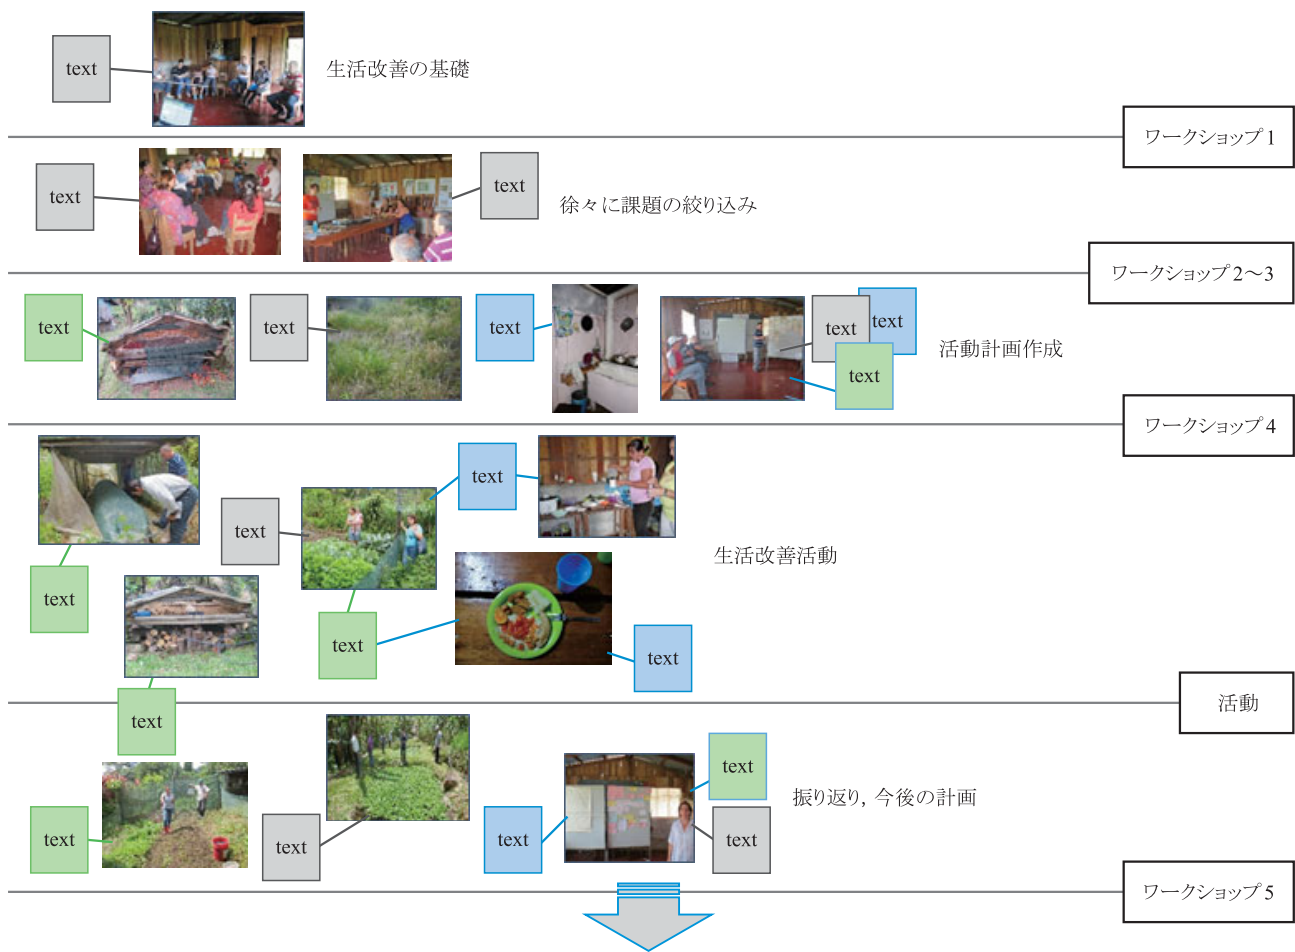 text
生活改善の基礎
ワークショップ1
text
text
徐々に課題の絞り込み
ワークショップ2～3
text
text
text
text
text
text
活動計画作成
ワークショップ4
text
text
text
text
text
text
生活改善活動
text
活動
text
text
text
text
text
振り返り, 今後の計画
ワークショップ5